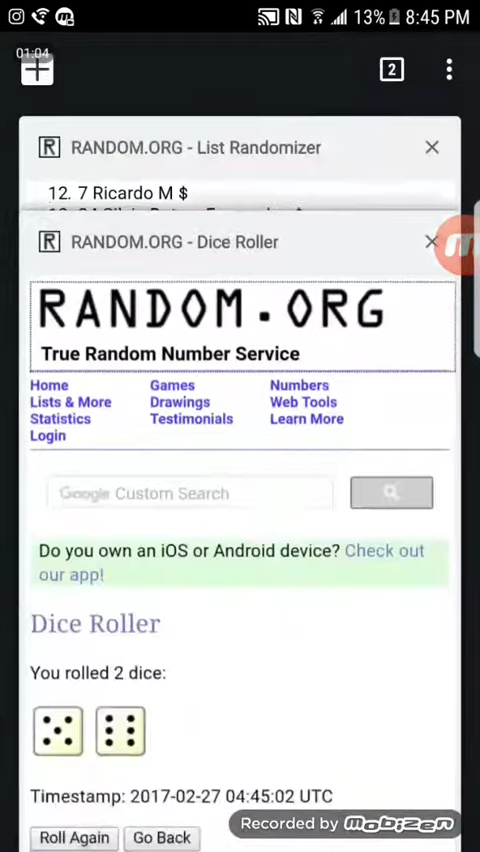 13% 8:45 PM
01:04
2
RANDOM.ORG - List Randomizer
12. 7 Ricardo M $
RANDOM.ORG - Dice Roller
RANDOM.ORG
True Random Number Service
Home Games Numbers
Lists & More Drawings Web Tools
Statistics Testimonials Learn More
Login
Google Custom Search
Do you own an iOS or Android device? Check out
our app!
Dice Roller
You rolled 2 dice:
Timestamp: 2017-02-27 04:45:02 UTC
Roll Again Go Back
Recorded by mobizen